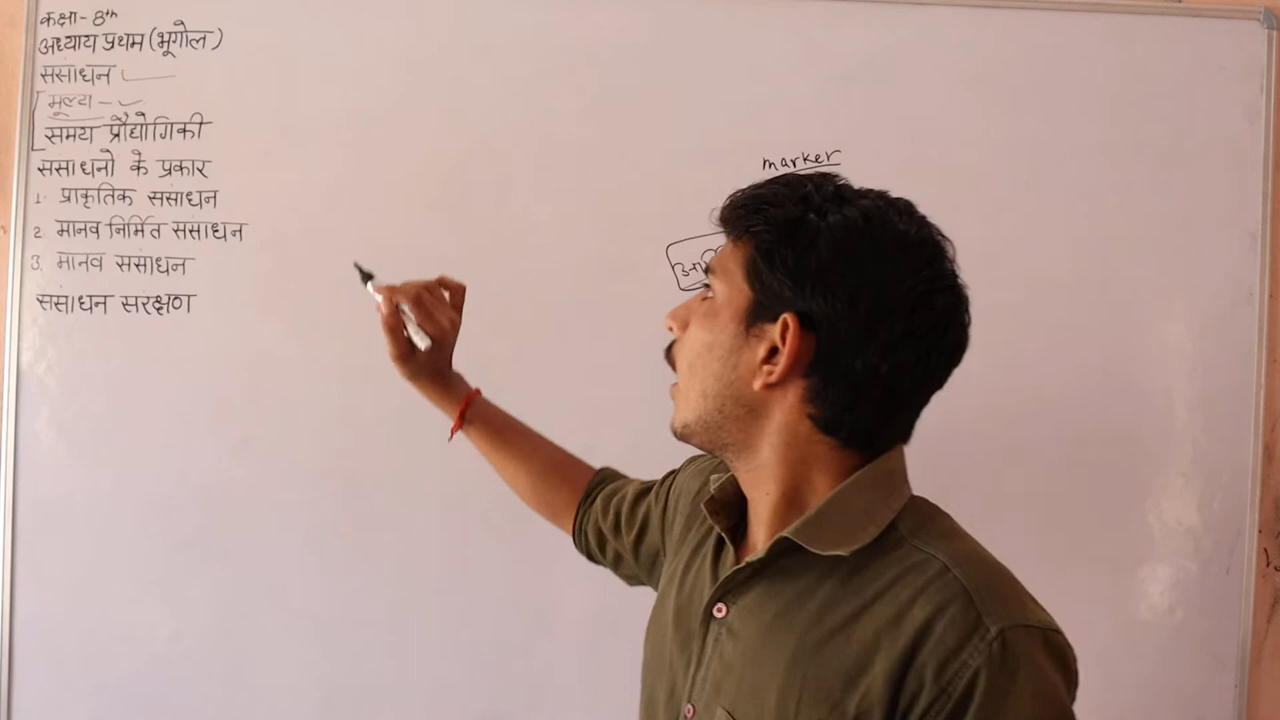 कक्षा - 8th
अध्याय प्रथम (भूगोल)
ससांधन
मूल्य -
समय प्रौद्योगिकी
ससांधनो के प्रकार
1. प्राकृतिक ससांधन
2. मानव निर्मित ससांधन
3. मानव ससांधन
ससांधन सरंक्षण
marker